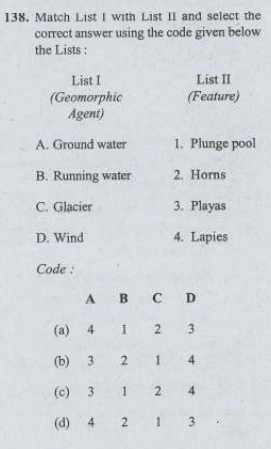 138. Match List I with List II and select the
correct answer using the code given below
the Lists :
List I List II
(Geomorphic (Feature)
Agent)
A. Ground water 1. Plunge pool
B. Running water 2. Horns
C. Glacier 3. Playas
D. Wind 4. Lapies
Code :
A B C D
(a) 4 1 2 3
(b) 3 2 1 4
(c) 3 1 2 4
(d) 4 2 1 3